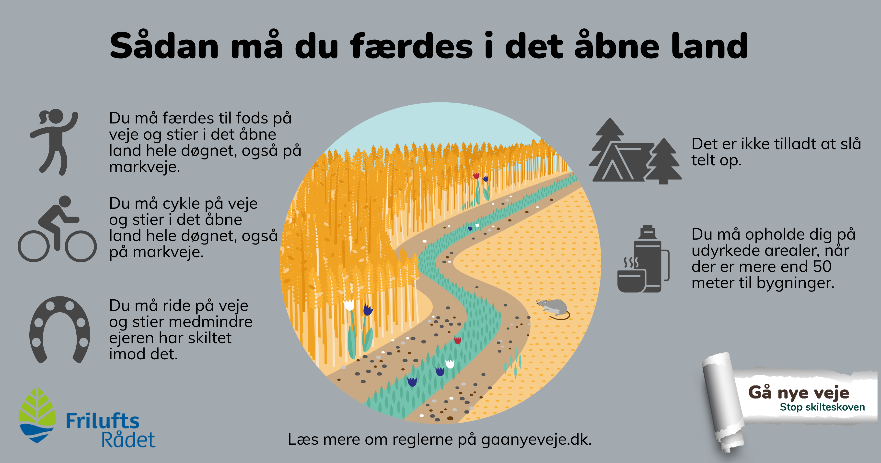 Sådan må du færdes i det åbne land
Du må færdes til fods på
veje og stier i det åbne
land hele døgnet, også på
markveje.
Du må cykle på veje
og stier i det åbne
land hele døgnet, også
på markveje.
Du må ride på veje
og stier medmindre
ejeren har skiltet
imod det.
Det er ikke tilladt at slå
telt op.
Du må opholde dig på
udyrkede arealer, når
der er mere end 50
meter til bygninger.
Frilufts
Rådet
Læs mere om reglerne på gaanyeveje.dk.
Gå nye veje
Stop skilteskoven